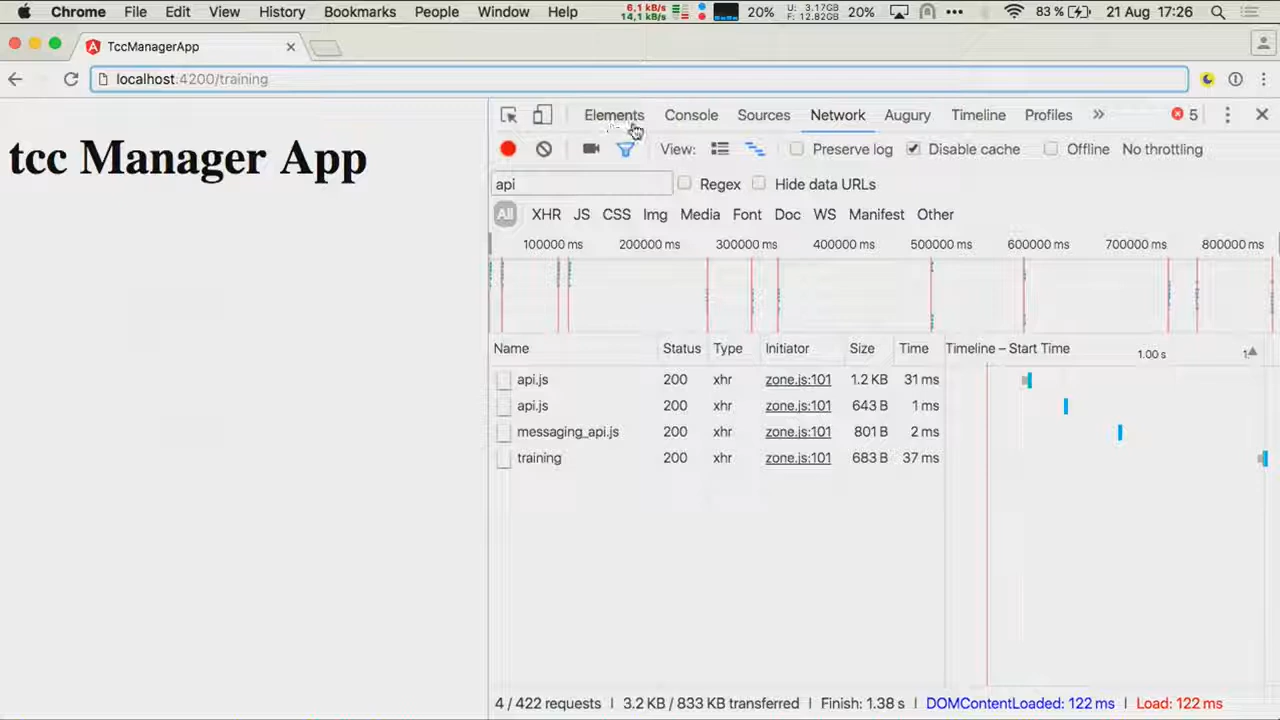 Chrome File Edit View History Bookmarks People Window Help 6,1 kB/s 14,1 kB/s 20% U: 3.17GB F: 12.82GB 20% 83 % 21 Aug 17:26
TccManagerApp
localhost:4200/training
tcc Manager App
Elements Console Sources Network Augury Timeline Profiles 5
View: Preserve log Disable cache Offline No throttling
api Regex Hide data URLs
All XHR JS CSS Img Media Font Doc WS Manifest Other
100000 ms 200000 ms 300000 ms 400000 ms 500000 ms 600000 ms 700000 ms 800000 ms
Name Status Type Initiator Size Time Timeline – Start Time 1.00 s
api.js 200 xhr zone.js:101 1.2 KB 31 ms
api.js 200 xhr zone.js:101 643 B 1 ms
messaging_api.js 200 xhr zone.js:101 801 B 2 ms
training 200 xhr zone.js:101 683 B 37 ms
4 / 422 requests | 3.2 KB / 833 KB transferred | Finish: 1.38 s | DOMContentLoaded: 122 ms | Load: 122 ms